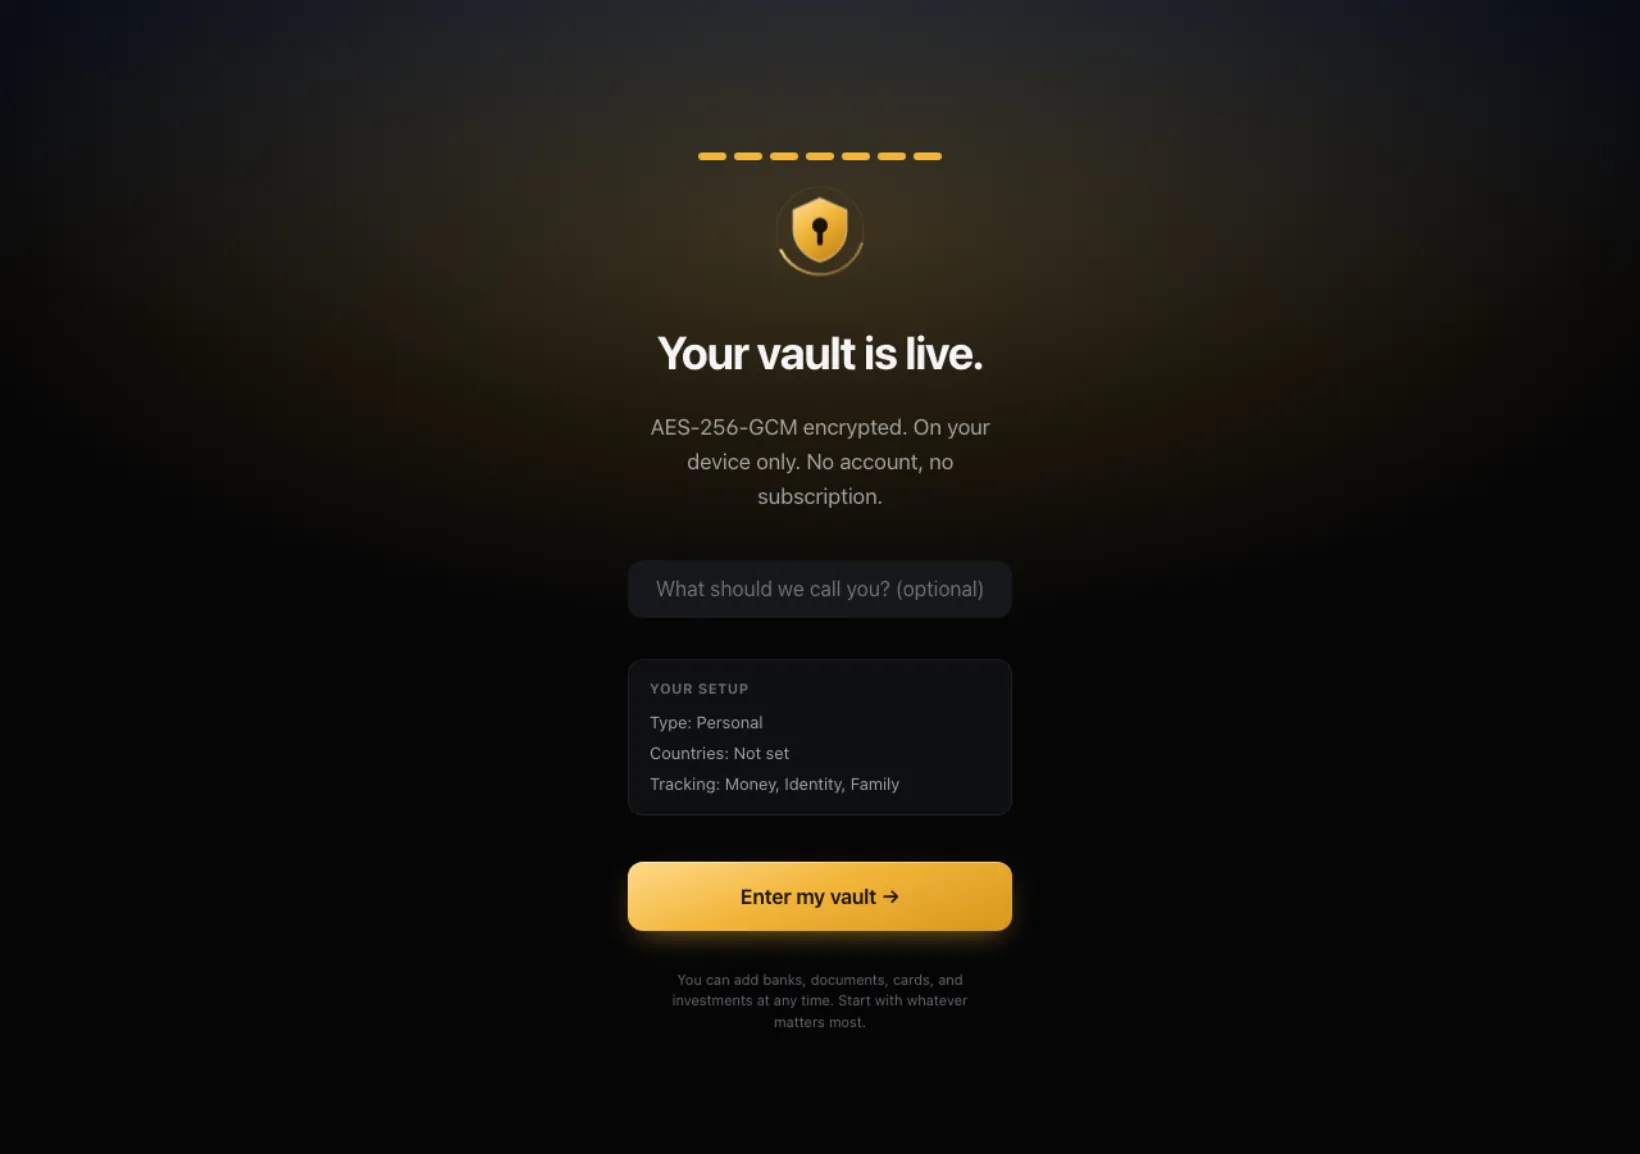 Your vault is live.
AES-256-GCM encrypted. On your
device only. No account, no
subscription.
What should we call you? (optional)
YOUR SETUP
Type: Personal
Countries: Not set
Tracking: Money, Identity, Family
Enter my vault →
You can add banks, documents, cards, and
investments at any time. Start with whatever
matters most.